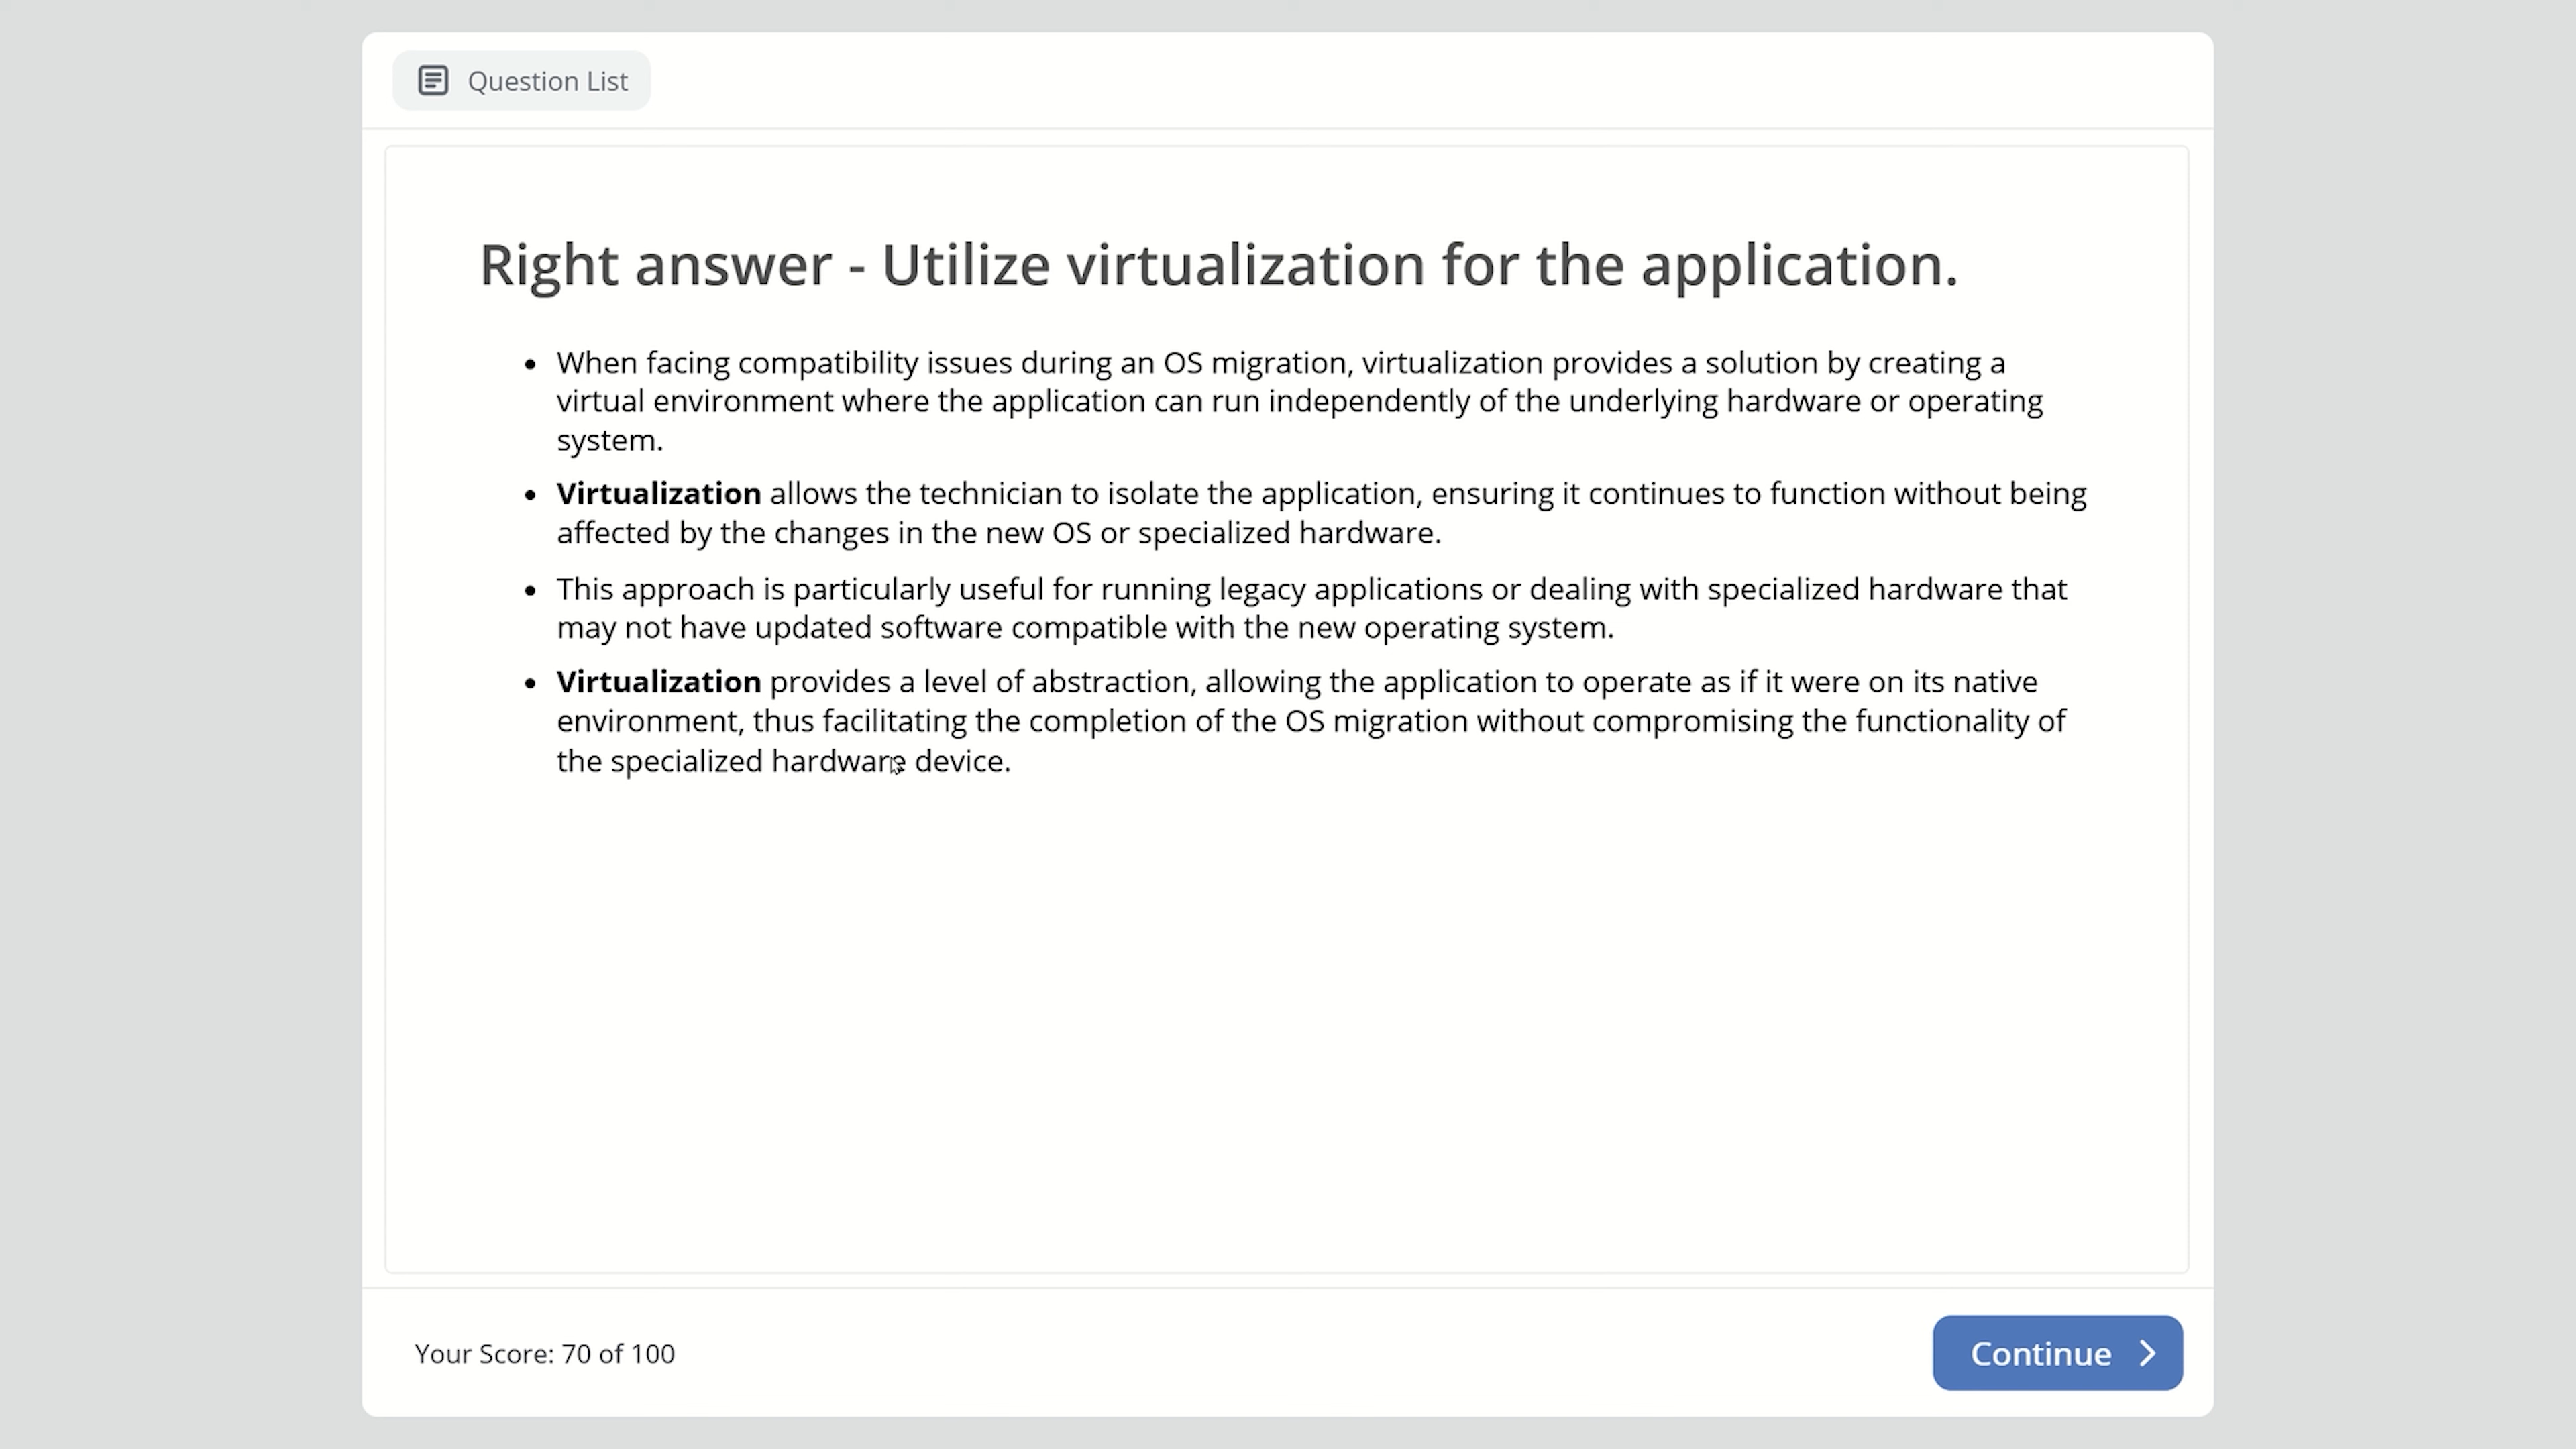 Question List
Right answer - Utilize virtualization for the application.
• When facing compatibility issues during an OS migration, virtualization provides a solution by creating a
virtual environment where the application can run independently of the underlying hardware or operating
system.
• Virtualization allows the technician to isolate the application, ensuring it continues to function without being
affected by the changes in the new OS or specialized hardware.
• This approach is particularly useful for running legacy applications or dealing with specialized hardware that
may not have updated software compatible with the new operating system.
• Virtualization provides a level of abstraction, allowing the application to operate as if it were on its native
environment, thus facilitating the completion of the OS migration without compromising the functionality of
the specialized hardware device.
Your Score: 70 of 100
Continue